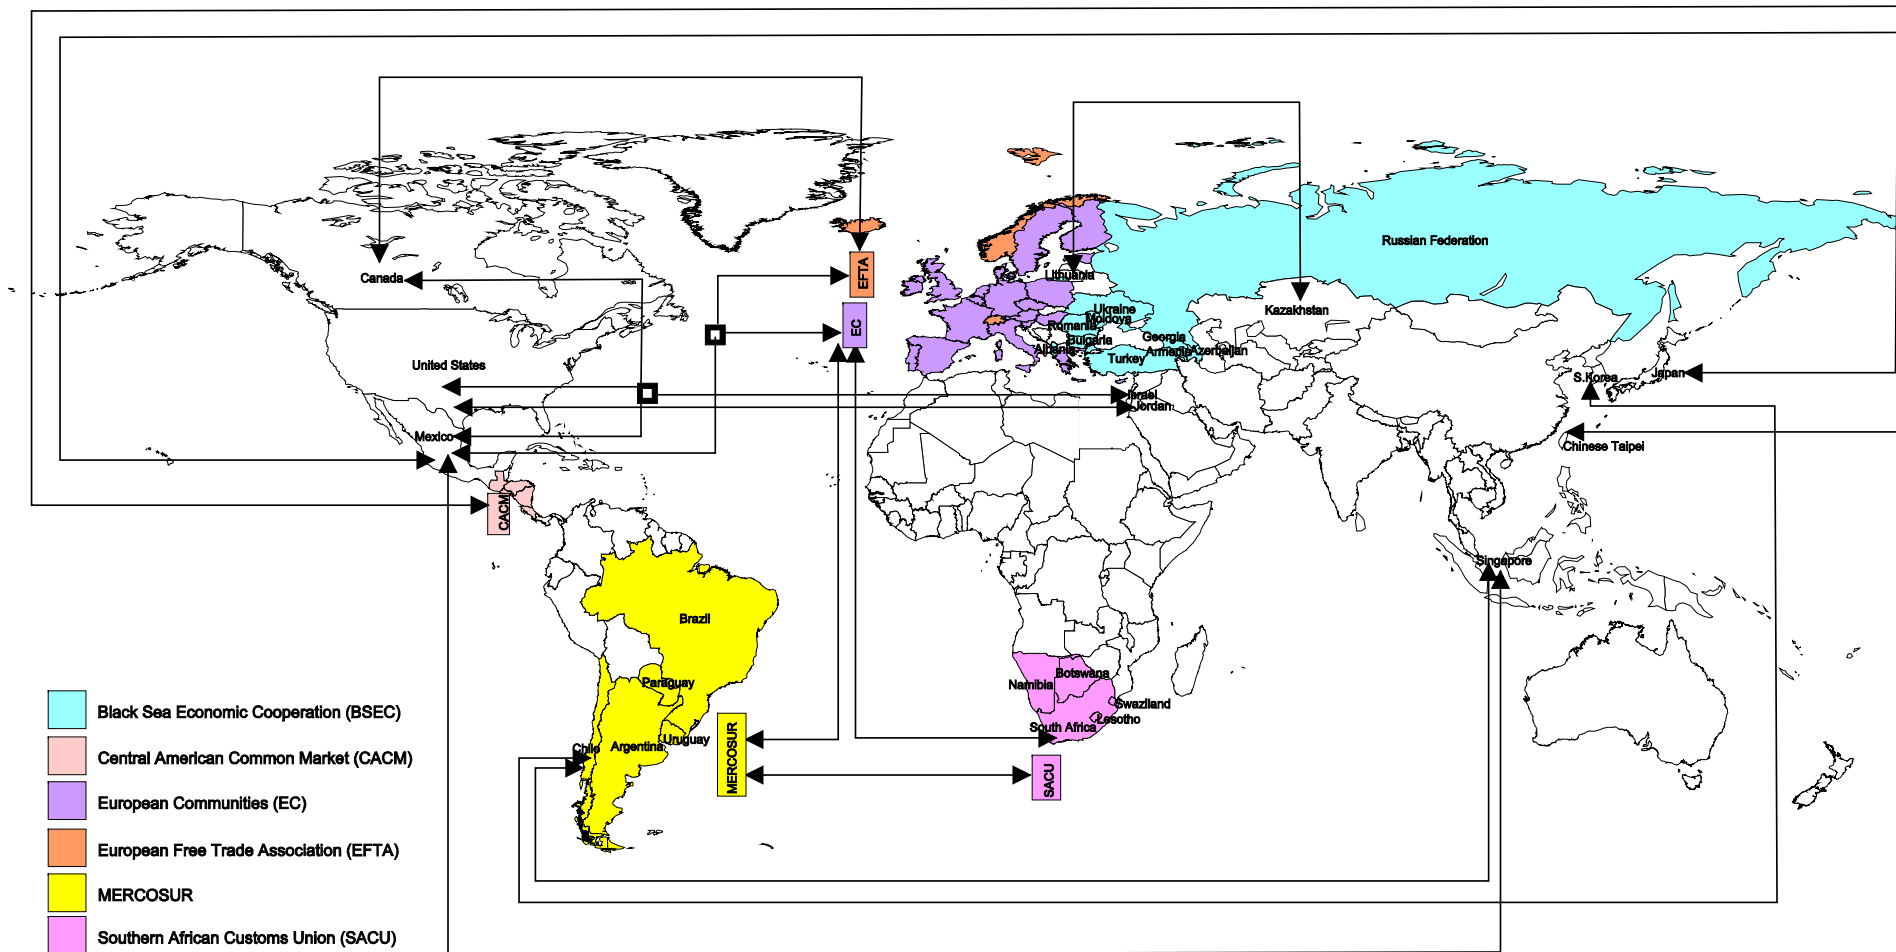 Russian Federation
EFTA
Lithuania
Canada
Kazakhstan
EC
Ukraine
Moldova
Romania
Bulgaria
Georgia
Albania
Armenia
Azerbaijan
Turkey
United States
S.Korea
Japan
Israel
Jordan
Mexico
Chinese Taipei
CACM
Singapore
Brazil
Botswana
Paraguay
Namibia
Swaziland
Lesotho
South Africa
Uruguay
Chile
Argentina
MERCOSUR
SACU
Black Sea Economic Cooperation (BSEC)
Central American Common Market (CACM)
European Communities (EC)
European Free Trade Association (EFTA)
MERCOSUR
Southern African Customs Union (SACU)